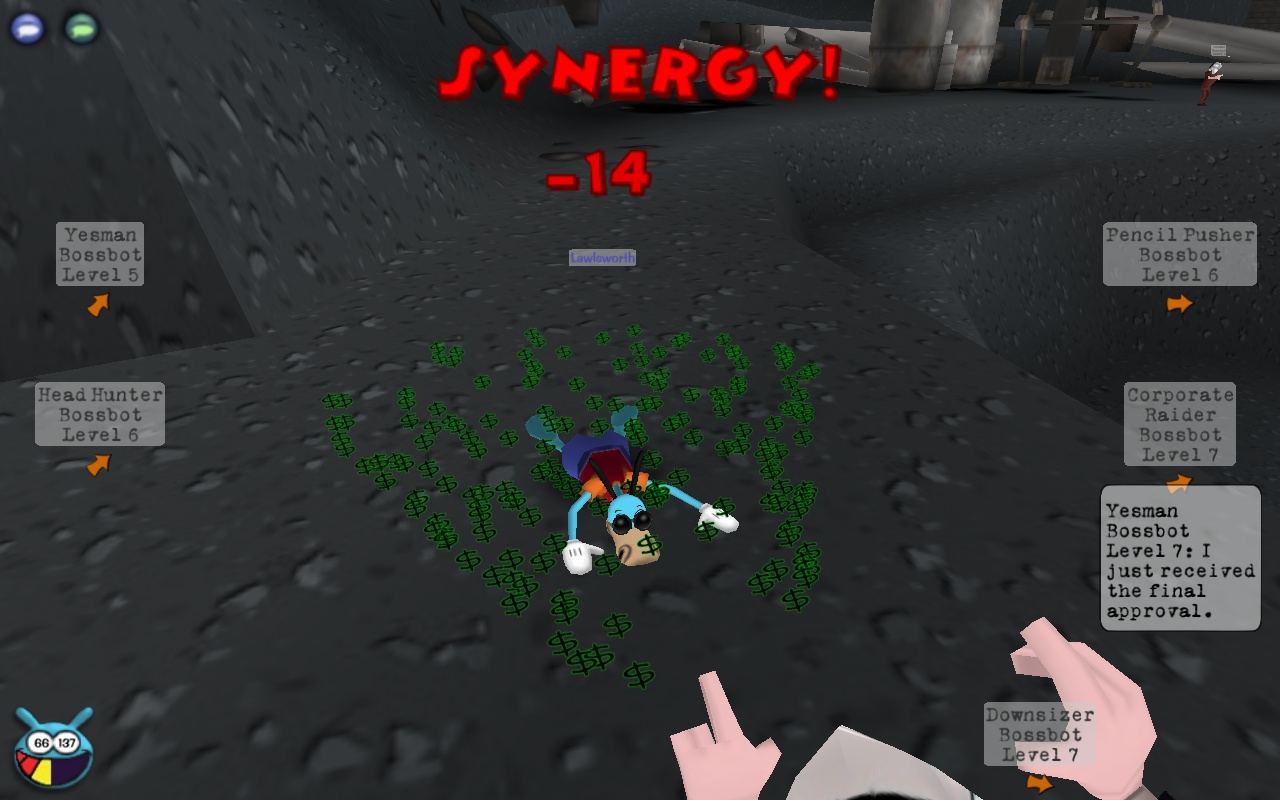 SYNERGY!
-14
Lawlsworth
Yesman
Bossbot
Level 5
Pencil Pusher
Bossbot
Level 6
Head Hunter
Bossbot
Level 6
Corporate
Raider
Bossbot
Level 7
Yesman
Bossbot
Level 7: I
just received
the final
approval.
Downsizer
Bossbot
Level 7
66 137